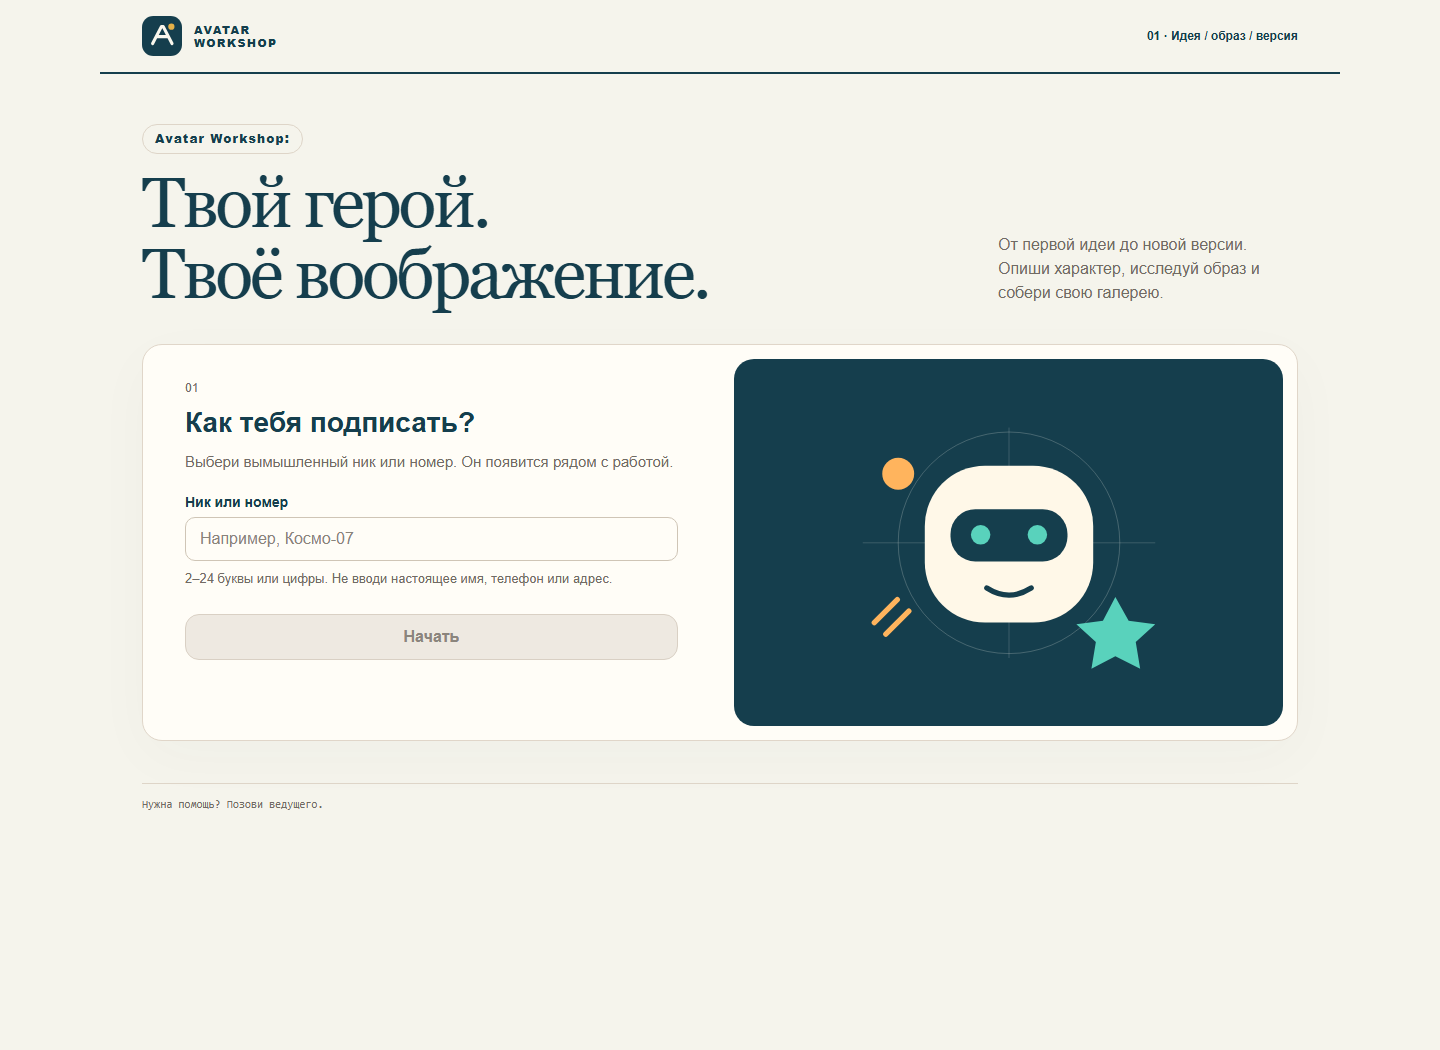 AVATAR
WORKSHOP
01 · Идея / образ / версия
Avatar Workshop:
Твой герой.
Твоё воображение.
От первой идеи до новой версии.
Опиши характер, исследуй образ и
собери свою галерею.
01
Как тебя подписать?
Выбери вымышленный ник или номер. Он появится рядом с работой.
Ник или номер
Например, Космо-07
2–24 буквы или цифры. Не вводи настоящее имя, телефон или адрес.
Начать
Нужна помощь? Позови ведущего.